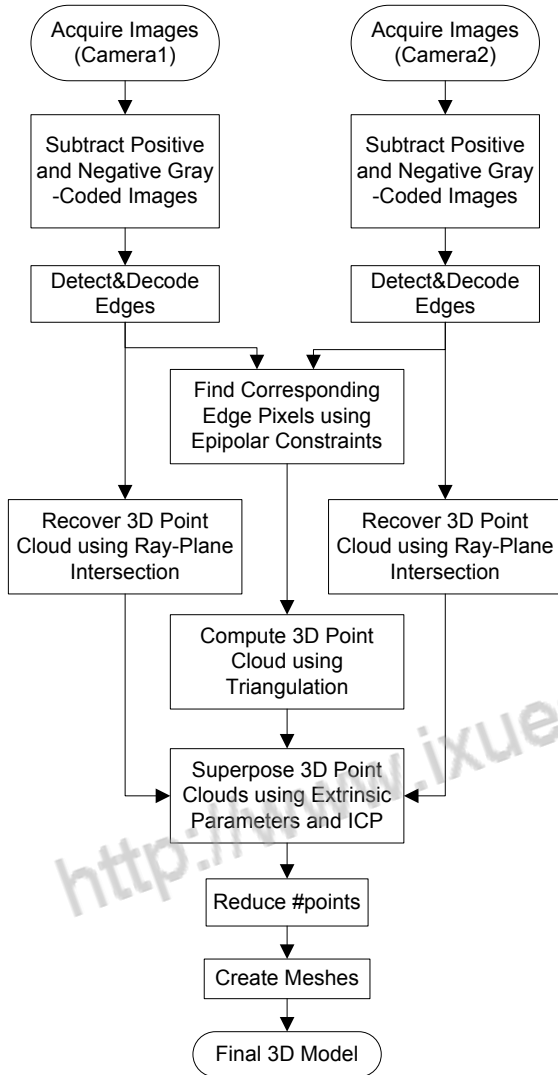 Acquire Images
(Camera1)
Acquire Images
(Camera2)
Subtract Positive
and Negative Gray
-Coded Images
Subtract Positive
and Negative Gray
-Coded Images
Detect&Decode
Edges
Detect&Decode
Edges
Find Corresponding
Edge Pixels using
Epipolar Constraints
Recover 3D Point
Cloud using Ray-Plane
Intersection
Recover 3D Point
Cloud using Ray-Plane
Intersection
Compute 3D Point
Cloud using
Triangulation
Superpose 3D Point
Clouds using Extrinsic
Parameters and ICP
Reduce #points
Create Meshes
Final 3D Model
http://www.ixue